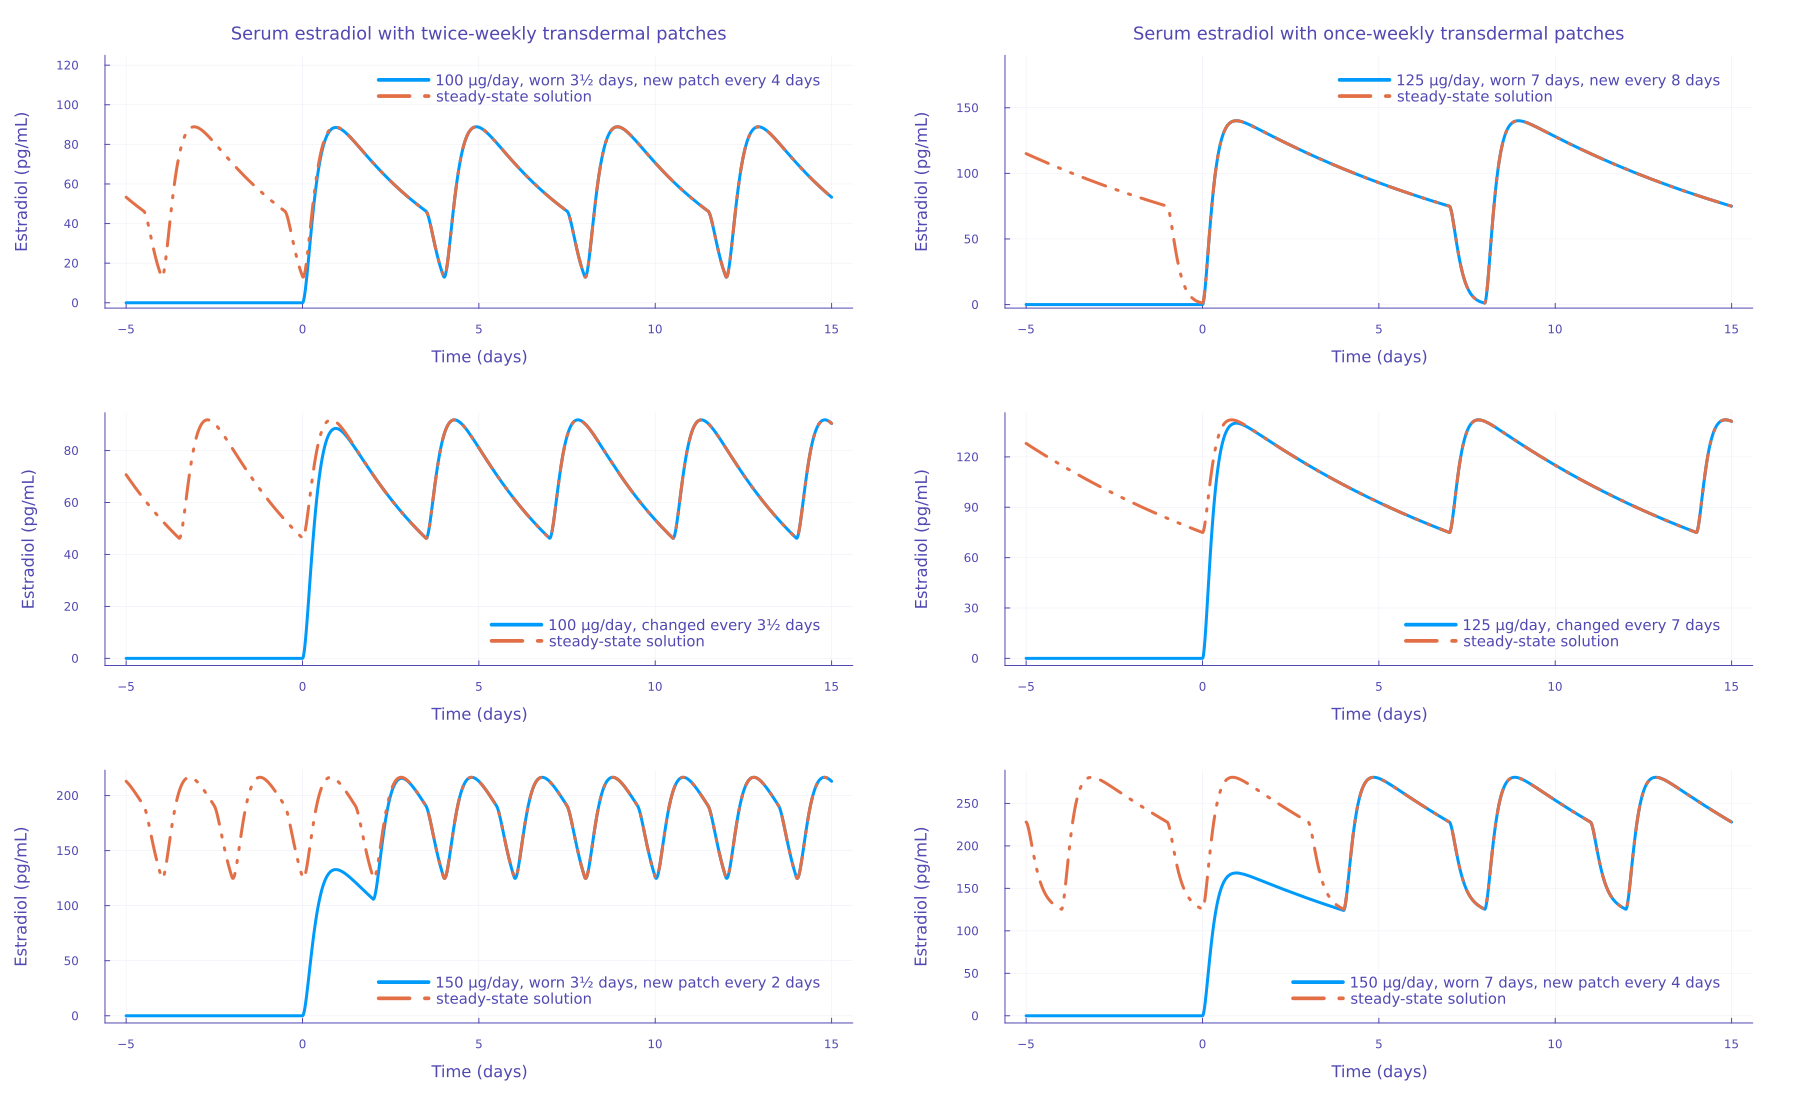 Serum estradiol with twice-weekly transdermal patches
Estradiol (pg/mL)
120
100
80
60
40
20
0
100 µg/day, worn 3½ days, new patch every 4 days
steady-state solution
−5 0 5 10 15
Time (days)
Serum estradiol with once-weekly transdermal patches
Estradiol (pg/mL)
150
100
50
0
125 µg/day, worn 7 days, new every 8 days
steady-state solution
−5 0 5 10 15
Time (days)
Estradiol (pg/mL)
80
60
40
20
0
100 µg/day, changed every 3½ days
steady-state solution
−5 0 5 10 15
Time (days)
Estradiol (pg/mL)
120
90
60
30
0
125 µg/day, changed every 7 days
steady-state solution
−5 0 5 10 15
Time (days)
Estradiol (pg/mL)
200
150
100
50
0
150 µg/day, worn 3½ days, new patch every 2 days
steady-state solution
−5 0 5 10 15
Time (days)
Estradiol (pg/mL)
250
200
150
100
50
0
150 µg/day, worn 7 days, new patch every 4 days
steady-state solution
−5 0 5 10 15
Time (days)